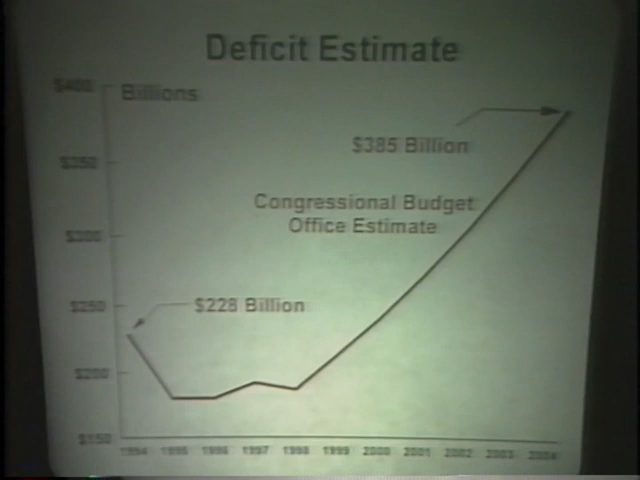 Deficit Estimate
$400
Billions
$385 Billion
$350
Congressional Budget
Office Estimate
$300
$250
$228 Billion
$200
$150
1994 1995 1996 1997 1998 1999 2000 2001 2002 2003 2004